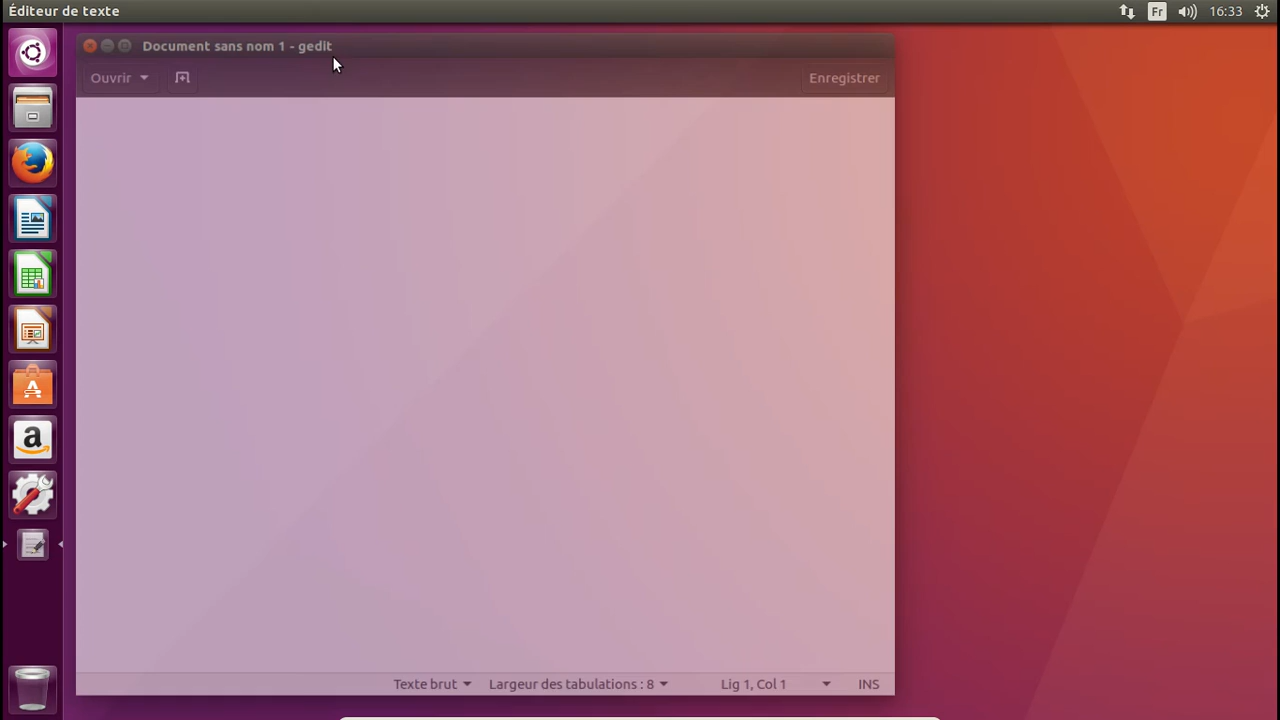 Éditeur de texte
Fr
16:33
Document sans nom 1 - gedit
Ouvrir
Enregistrer
Texte brut
Largeur des tabulations : 8
Lig 1, Col 1
INS